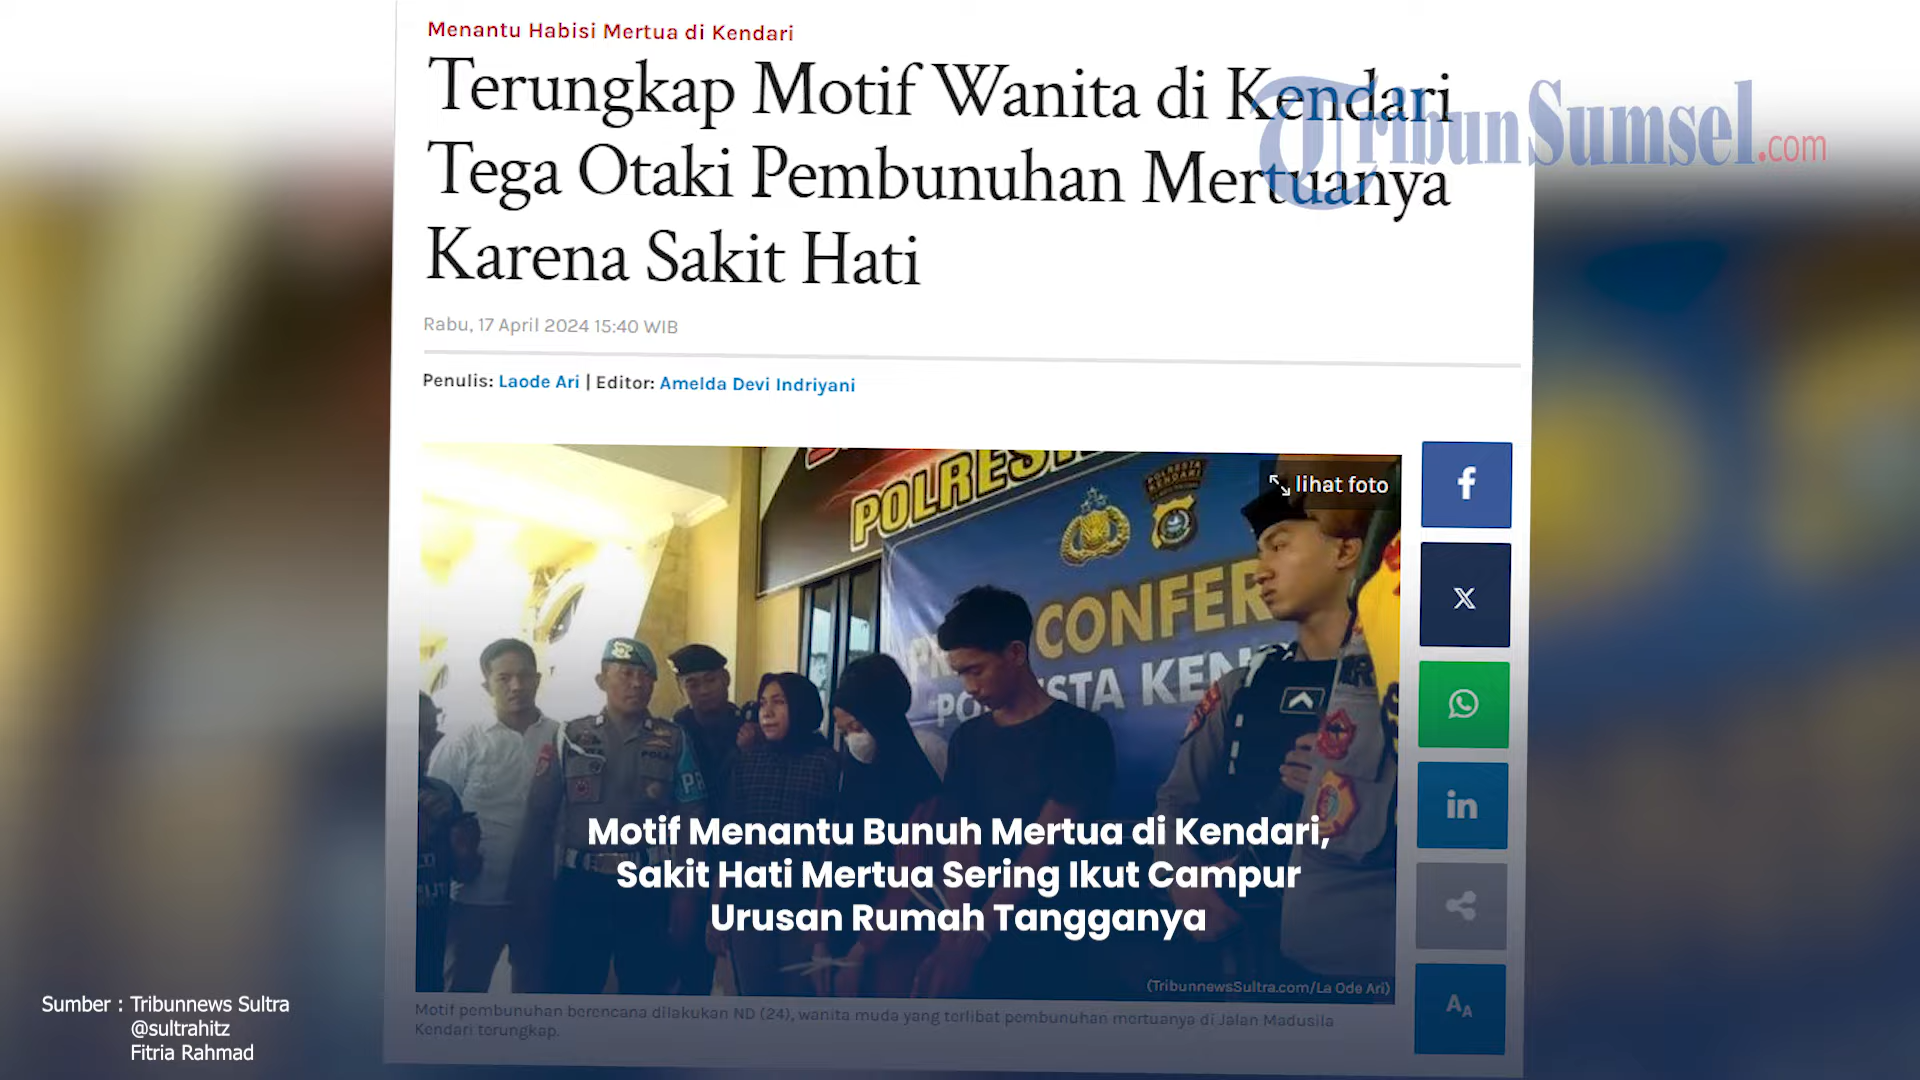 Menantu Habisi Mertua di Kendari
Terungkap Motif Wanita di Kendari
Tega Otaki Pembunuhan Mertuanya
Karena Sakit Hati
TribunSumsel.com
Rabu, 17 April 2024 15:40 WIB
Penulis: Laode Ari | Editor: Amelda Devi Indriyani
lihat foto
POLRES
POLRESTA
KENDARI
CONFER
STA KEN
Motif Menantu Bunuh Mertua di Kendari,
Sakit Hati Mertua Sering Ikut Campur
Urusan Rumah Tangganya
(TribunnewsSultra.com/La Ode Ari)
Motif pembunuhan berencana dilakukan ND (24), wanita muda yang terlibat pembunuhan mertuanya di Jalan Madusila
Kendari terungkap.
Sumber : Tribunnews Sultra
@sultrahitz
Fitria Rahmad